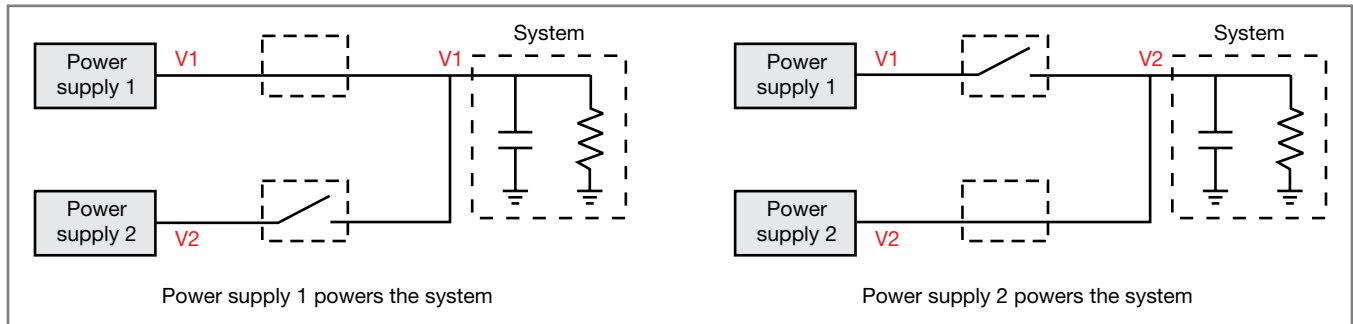 System
Power
supply 1
V1
V1
Power
supply 2
V2
Power supply 1 powers the system
System
Power
supply 1
V1
V2
Power
supply 2
V2
Power supply 2 powers the system